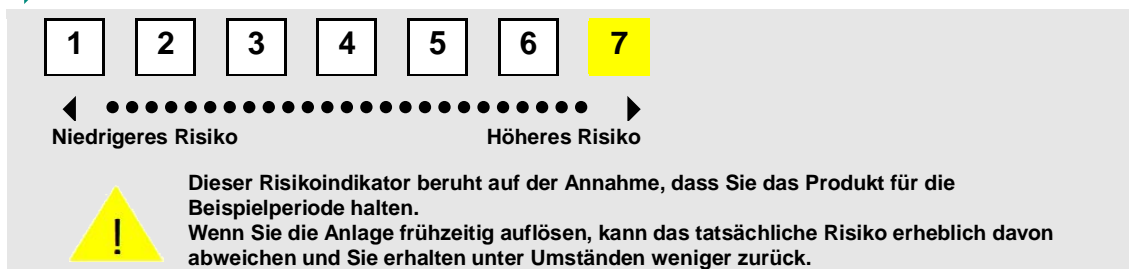 1 2 3 4 5 6 7
Niedrigeres Risiko Höheres Risiko
Dieser Risikoindikator beruht auf der Annahme, dass Sie das Produkt für die
Beispielperiode halten.
! Wenn Sie die Anlage frühzeitig auflösen, kann das tatsächliche Risiko erheblich davon
abweichen und Sie erhalten unter Umständen weniger zurück.